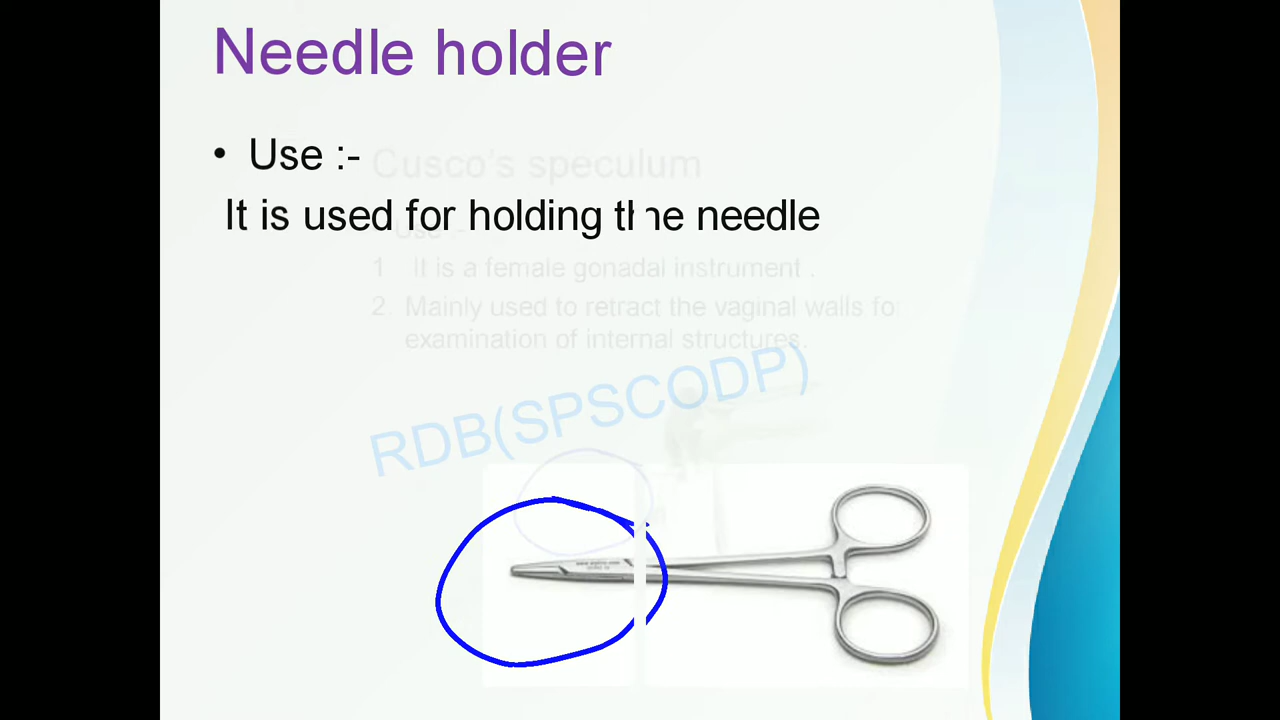 Needle holder
• Use :-
Cusco's speculum
It is used for holding the needle
Use :-
1 It is a female gonadal instrument .
2. Mainly used to retract the vaginal walls for
examination of internal structures.
RDB(SPSCODP)